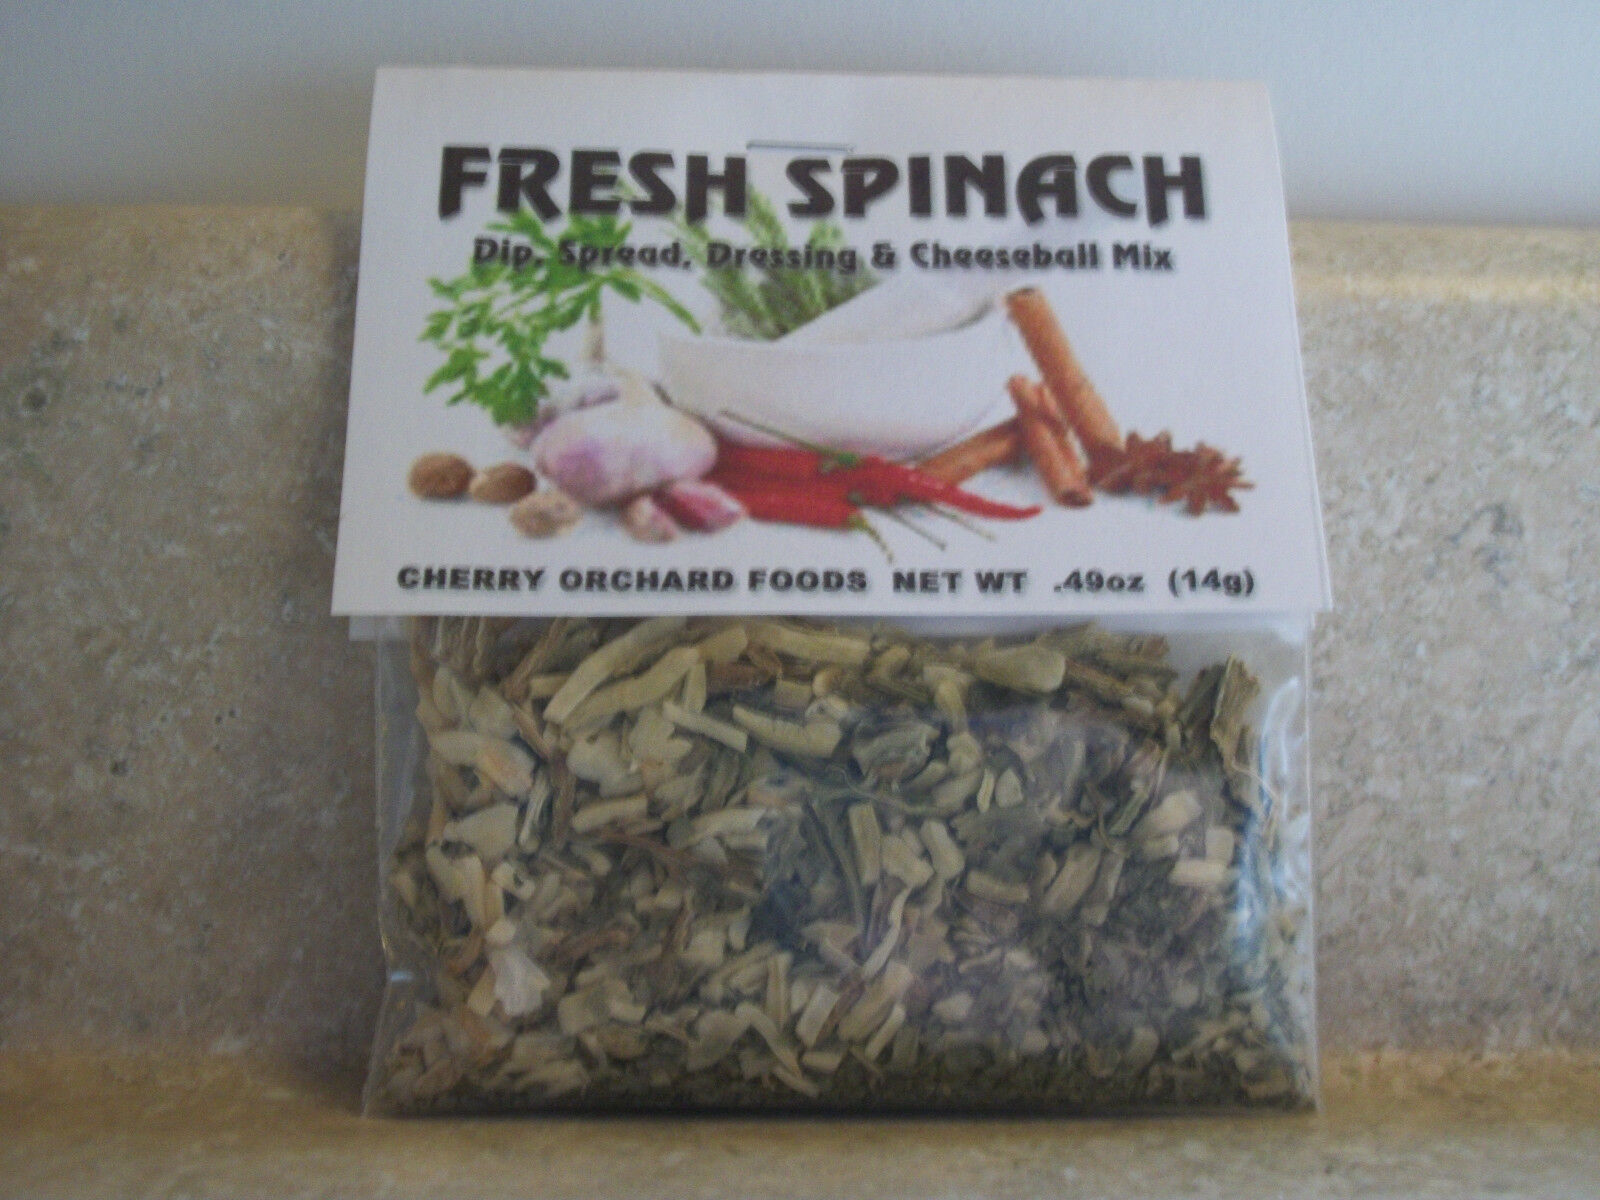 FRESH SPINACH
Dip, Spread, Dressing & Cheeseball Mix
CHERRY ORCHARD FOODS NET WT .49oz (14g)